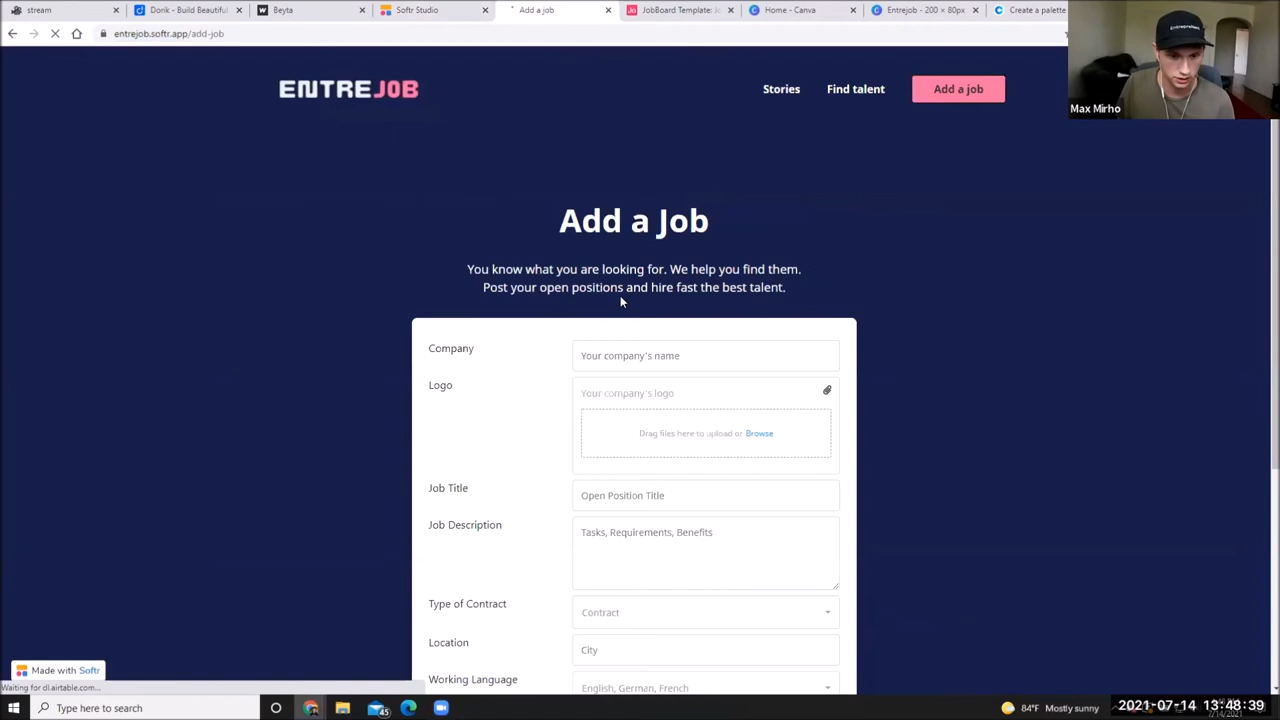 stream
Dorik - Build Beautiful
Beyta
Softr Studio
Add a job
JobBoard Template:
Home - Canva
Entrejob - 200 × 80px
Create a palette
entrejob.softr.app/add-job
Max Mirho
ENTREJOB
Stories
Find talent
Add a job
Add a Job
You know what you are looking for. We help you find them.
Post your open positions and hire fast the best talent.
Company
Your company's name
Logo
Your company's logo
Drag files here to upload or Browse
Job Title
Open Position Title
Job Description
Tasks, Requirements, Benefits
Type of Contract
Contract
Location
City
Working Language
English, German, French
Made with Softr
Waiting for dl.airtable.com...
Type here to search
45
84°F Mostly sunny
2021-07-14 13:48:39